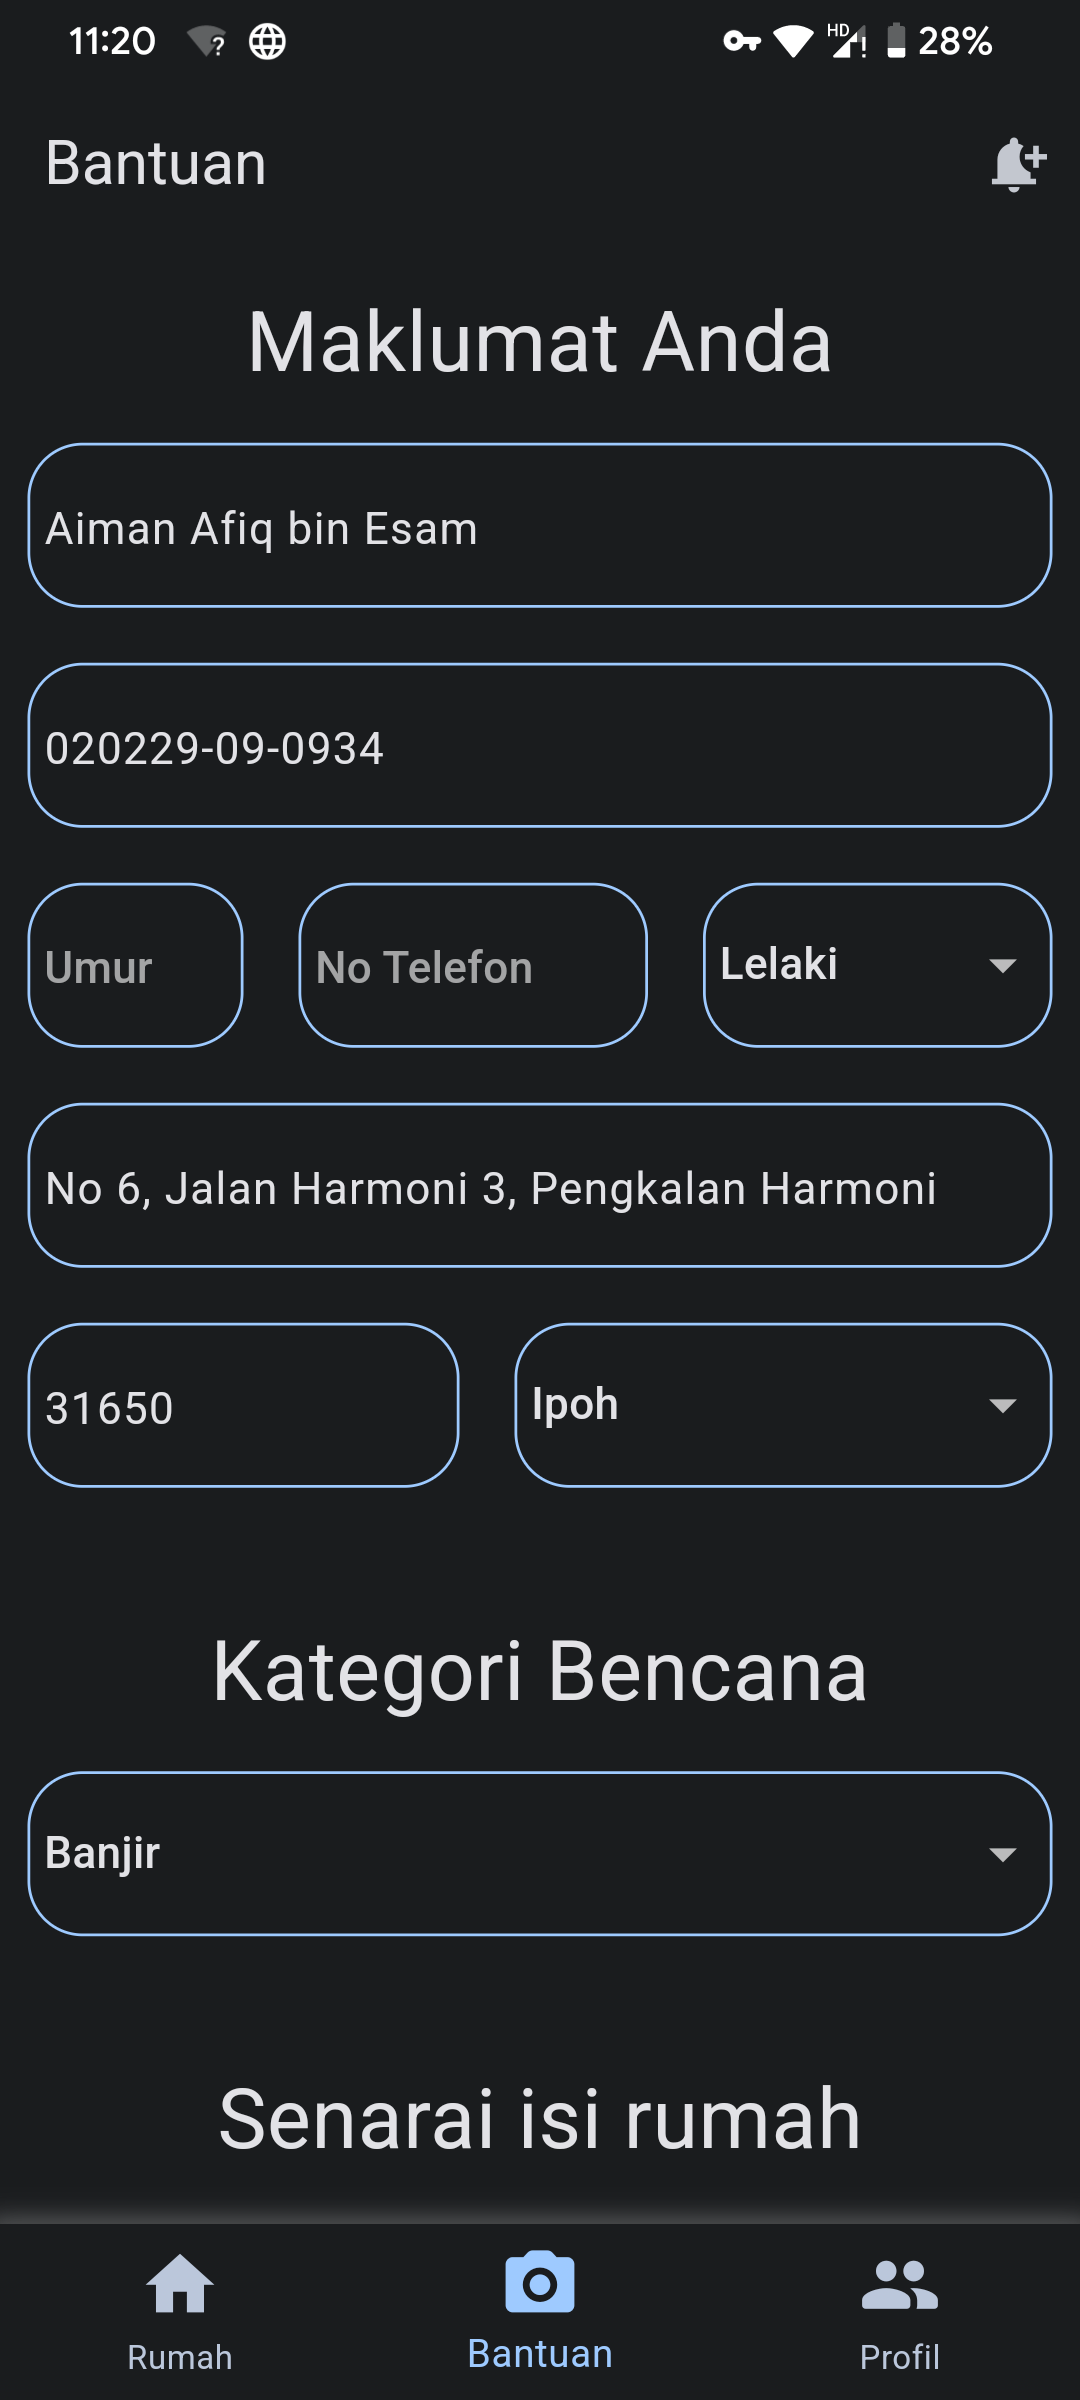 11:20 ? HD ! 28%
Bantuan
Maklumat Anda
Aiman Afiq bin Esam
020229-09-0934
Umur No Telefon Lelaki
No 6, Jalan Harmoni 3, Pengkalan Harmoni
31650 Ipoh
Kategori Bencana
Banjir
Senarai isi rumah
Rumah Bantuan Profil